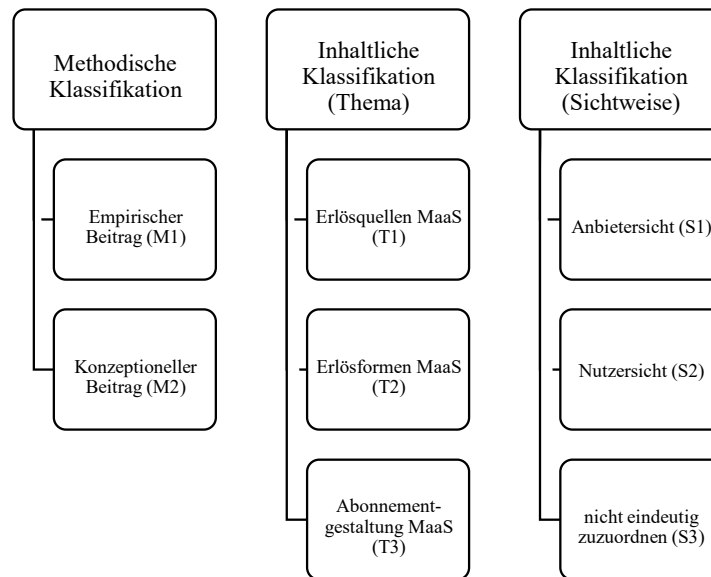 Methodische
Klassifikation
Empirischer
Beitrag (M1)
Konzeptioneller
Beitrag (M2)
Inhaltliche
Klassifikation
(Thema)
Erlösquellen MaaS
(T1)
Erlösformen MaaS
(T2)
Abonnement-
gestaltung MaaS
(T3)
Inhaltliche
Klassifikation
(Sichtweise)
Anbietersicht (S1)
Nutzersicht (S2)
nicht eindeutig
zuzuordnen (S3)